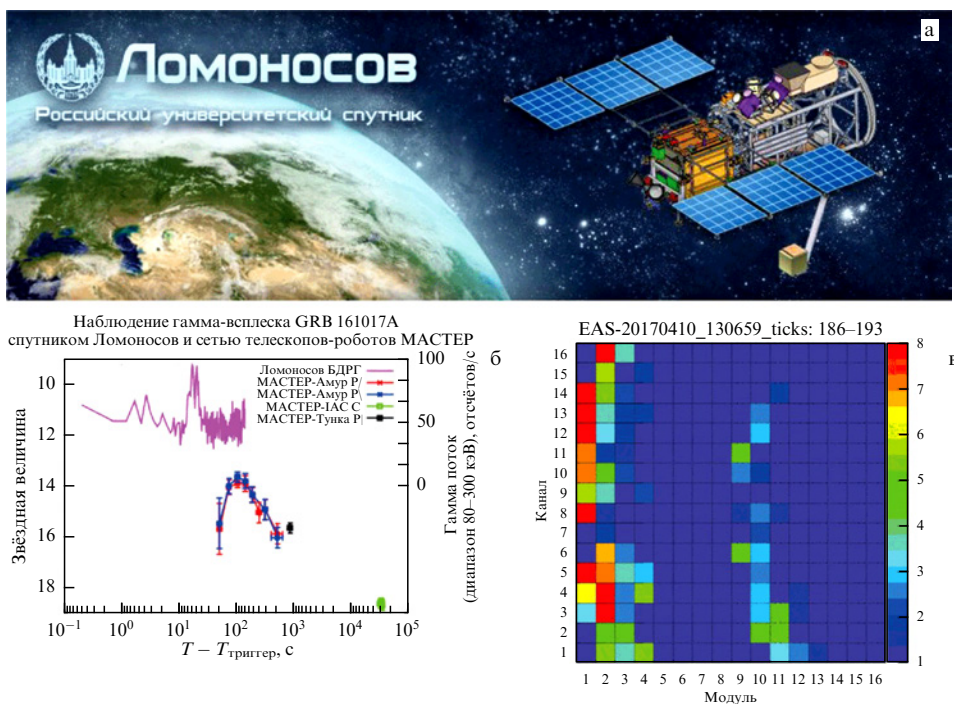 а
Ломоносов
Российский университетский спутник
Наблюдение гамма-всплеска GRB 161017A
спутником Ломоносов и сетью телескопов-роботов МАСТЕР
б
Звёздная величина
10
12
14
16
18
Ломоносов БДРГ
МАСТЕР-Амур P/
МАСТЕР-Амур P\
МАСТЕР-IAC C
МАСТЕР-Тунка P|
100
50
0
Гамма поток
(диапазон 80–300 кэВ), отсчётов/с
10⁻¹ 10⁰ 10¹ 10² 10³ 10⁴ 10⁵
T – Tтриггер, с
EAS-20170410_130659_ticks: 186–193
в
Канал
16
15
14
13
12
11
10
9
8
7
6
5
4
3
2
1
1 2 3 4 5 6 7 8 9 10 11 12 13 14 15 16
Модуль
8
7
6
5
4
3
2
1